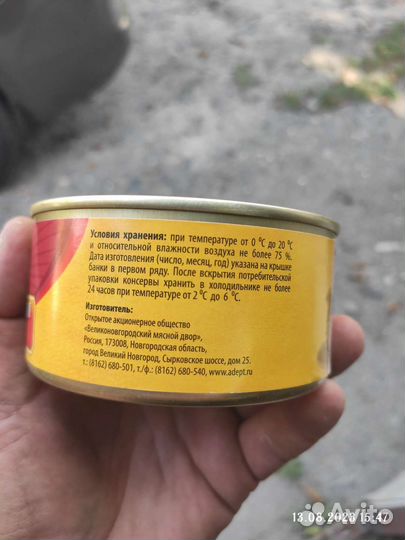 Условия хранения: при температуре от 0 °С до 20 °С
и относительной влажности воздуха не более 75 %.
Дата изготовления (число, месяц, год) указана на крышке
банки в первом ряду. После вскрытия потребительской
упаковки консервы хранить в холодильнике не более
24 часов при температуре от 2 °С до 6 °С.
Изготовитель:
Открытое акционерное общество
«Великоновгородский мясной двор»,
Россия, 173008, Новгородская область,
город Великий Новгород, Сырковское шоссе, дом 25.
т.: (8162) 680-501, т./ф.: (8162) 680-540, www.adept.ru
Avito
13.08.2023 15:47